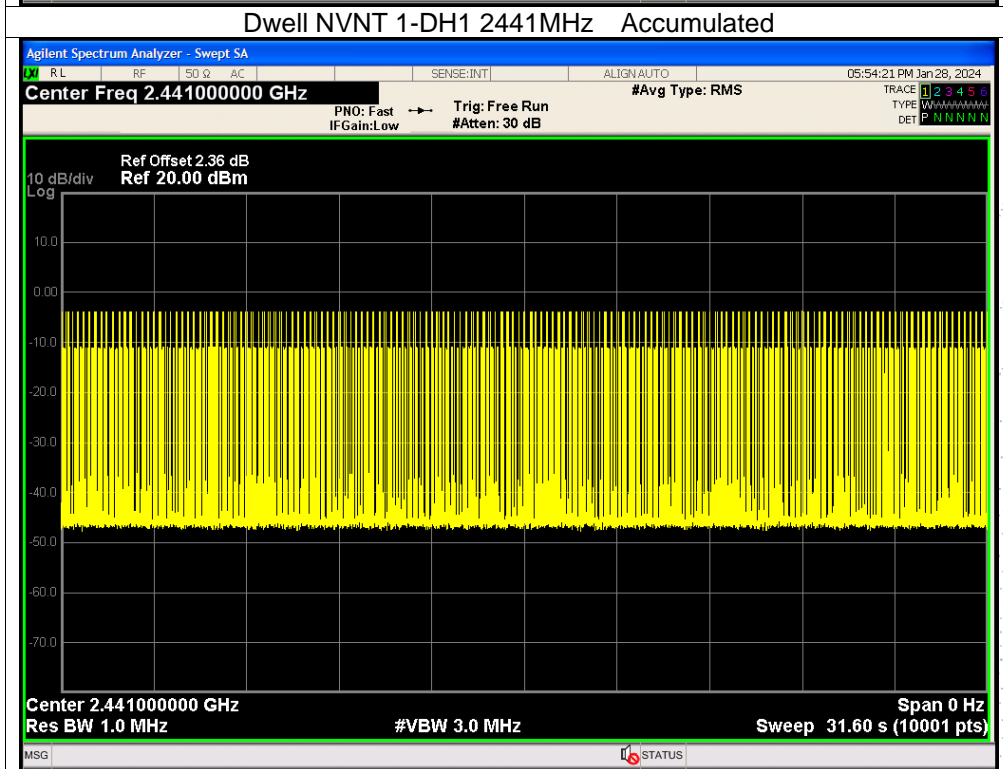 Dwell NVNT 1-DH1 2441MHz Accumulated
Agilent Spectrum Analyzer - Swept SA
LXI RL RF 50 Ω AC SENSE:INT ALIGN AUTO 05:54:21 PM Jan 28, 2024
Center Freq 2.441000000 GHz #Avg Type: RMS TRACE 1 2 3 4 5 6
PNO: Fast Trig: Free Run TYPE WWWWWW
IFGain:Low #Atten: 30 dB DET P N N N N N
Ref Offset 2.36 dB
10 dB/div Ref 20.00 dBm
Log
10.0
0.00
-10.0
-20.0
-30.0
-40.0
-50.0
-60.0
-70.0
Center 2.441000000 GHz Span 0 Hz
Res BW 1.0 MHz #VBW 3.0 MHz Sweep 31.60 s (10001 pts)
MSG STATUS